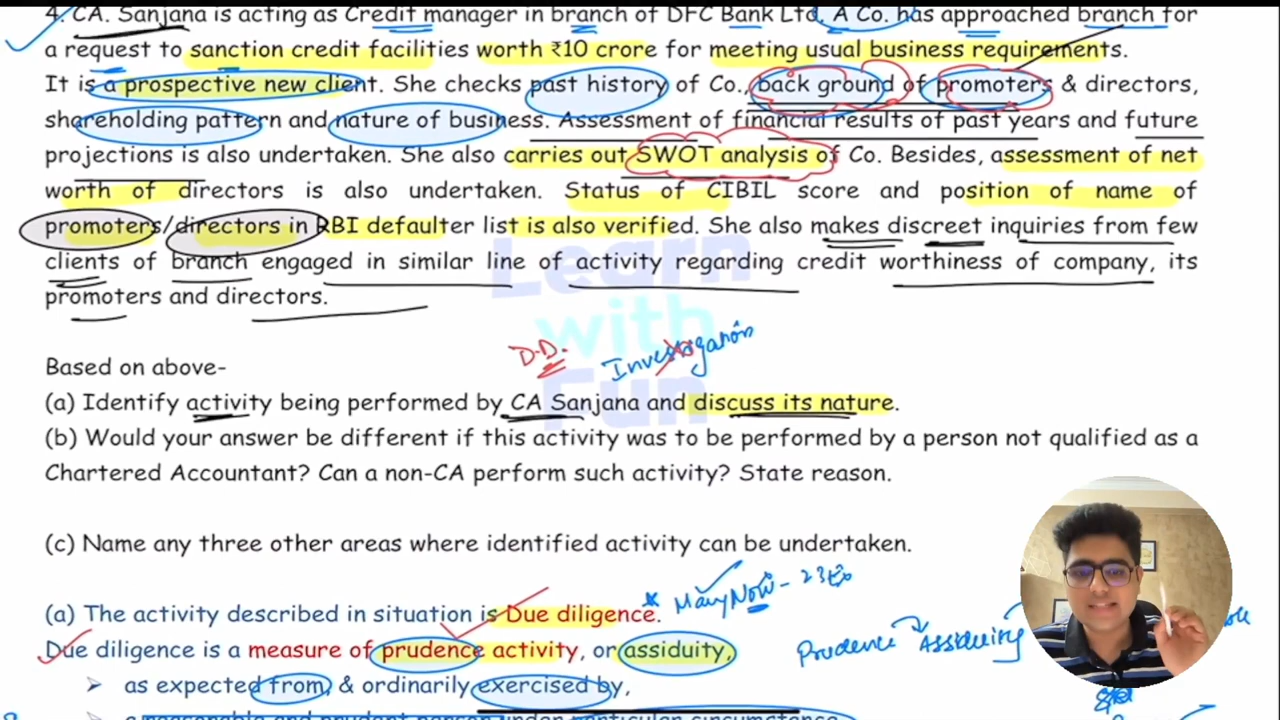 4. CA. Sanjana is acting as Credit manager in branch of DFC Bank Ltd. A Co. has approached branch for
a request to sanction credit facilities worth ₹10 crore for meeting usual business requirements.
It is a prospective new client. She checks past history of Co., back ground of promoters & directors,
shareholding pattern and nature of business. Assessment of financial results of past years and future
projections is also undertaken. She also carries out SWOT analysis of Co. Besides, assessment of net
worth of directors is also undertaken. Status of CIBIL score and position of name of
promoters/directors in RBI defaulter list is also verified. She also makes discreet inquiries from few
clients of branch engaged in similar line of activity regarding credit worthiness of company, its
promoters and directors.
Learn
with
Fun
D.D.
Investigation
Based on above-
(a) Identify activity being performed by CA Sanjana and discuss its nature.
(b) Would your answer be different if this activity was to be performed by a person not qualified as a
Chartered Accountant? Can a non-CA perform such activity? State reason.
(c) Name any three other areas where identified activity can be undertaken.
(a) The activity described in situation is Due diligence.
Due diligence is a measure of prudence activity, or assiduity,
Prudence Assiduity
➤ as expected from, & ordinarily exercised by,
➤ a reasonable and prudent person under particular circumstance